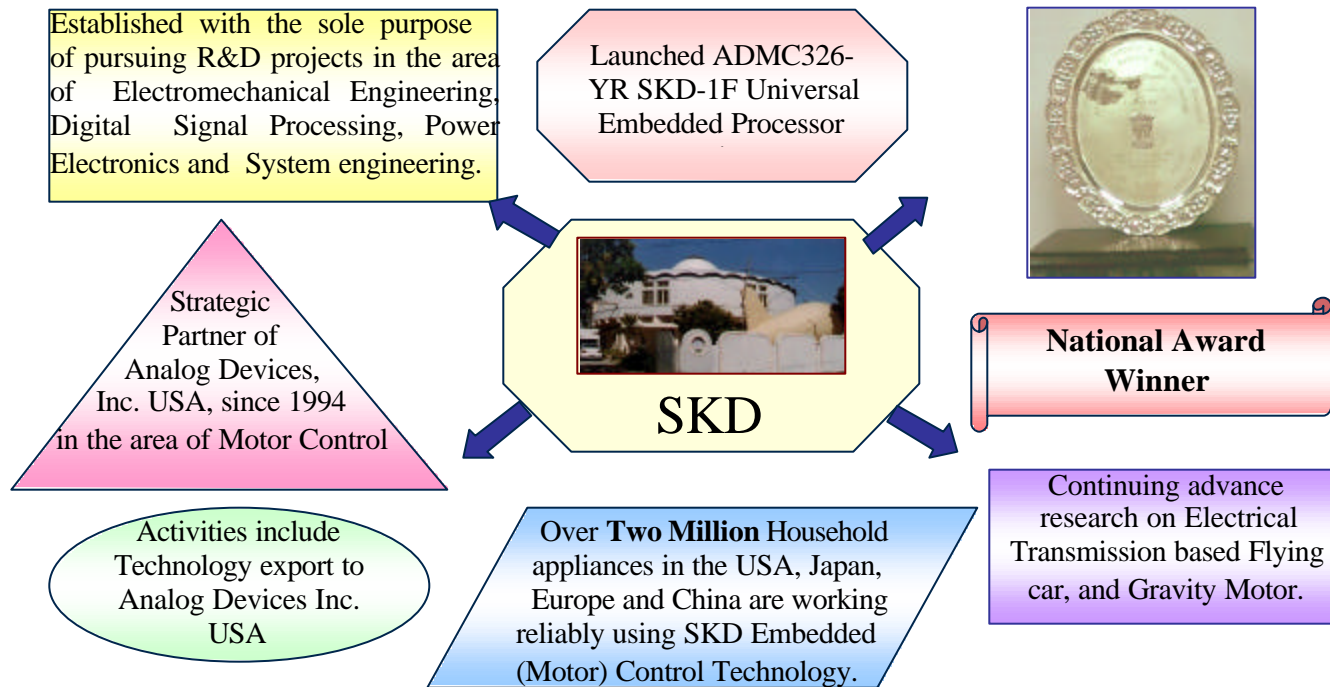 Established with the sole purpose
of pursuing R&D projects in the area
of Electromechanical Engineering,
Digital Signal Processing, Power
Electronics and System engineering.
Launched ADMC326-
YR SKD-1F Universal
Embedded Processor
Strategic
Partner of
Analog Devices,
Inc. USA, since 1994
in the area of Motor Control
SKD
National Award
Winner
Activities include
Technology export to
Analog Devices Inc.
USA
Over Two Million Household
appliances in the USA, Japan,
Europe and China are working
reliably using SKD Embedded
(Motor) Control Technology.
Continuing advance
research on Electrical
Transmission based Flying
car, and Gravity Motor.